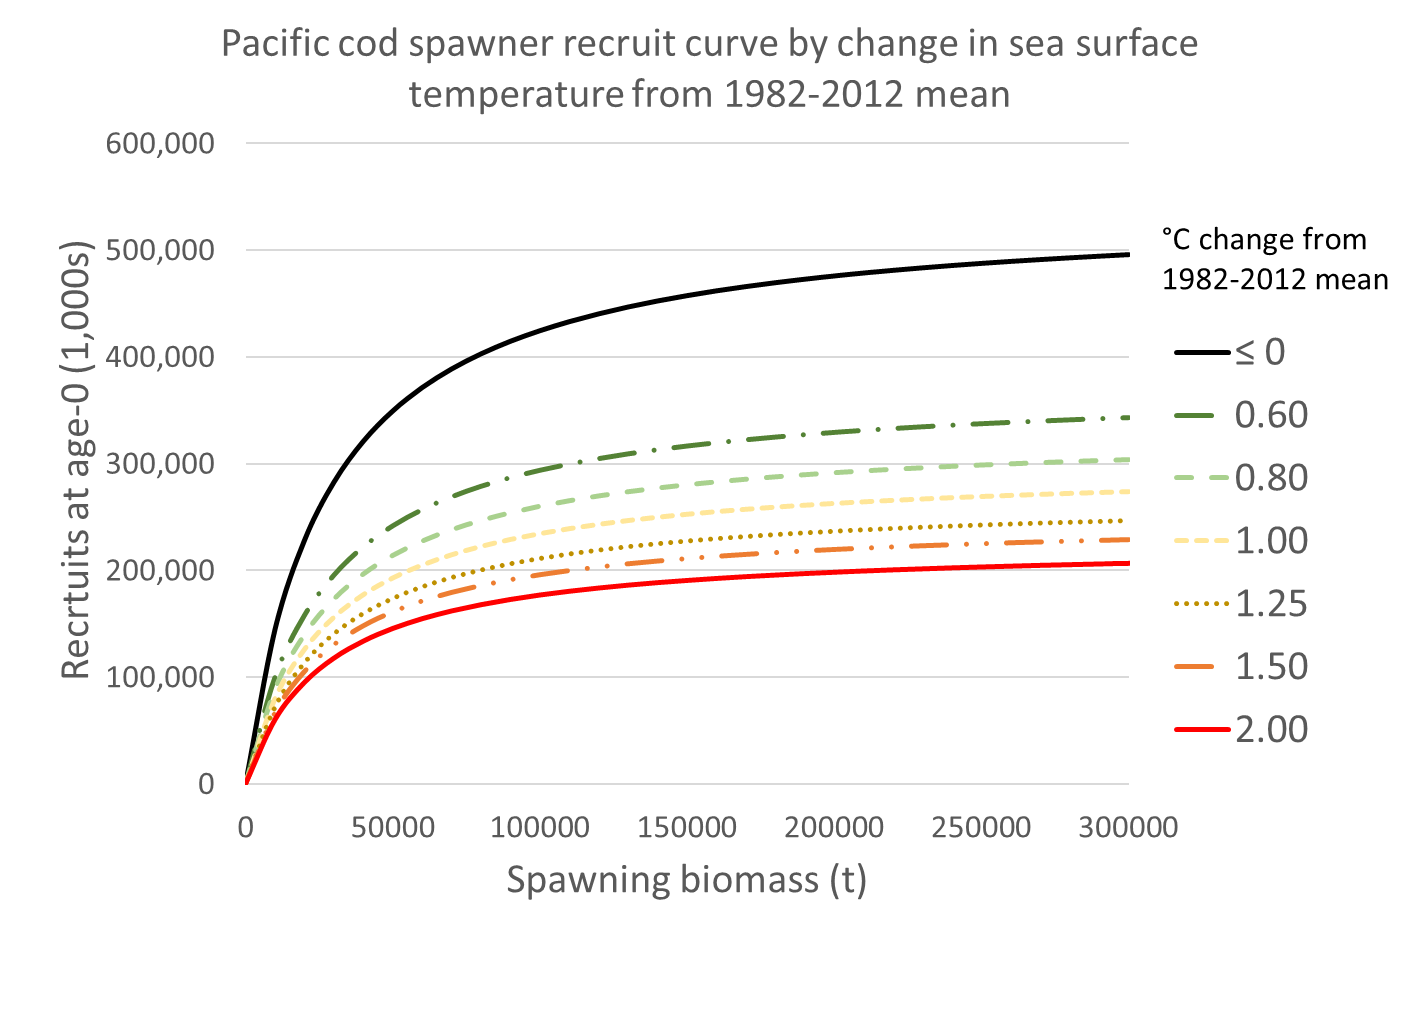 Pacific cod spawner recruit curve by change in sea surface
temperature from 1982-2012 mean
600,000
500,000
400,000
300,000
200,000
100,000
0
Recrtuits at age-0 (1,000s)
0 50000 100000 150000 200000 250000 300000
Spawning biomass (t)
°C change from
1982-2012 mean
≤ 0
0.60
0.80
1.00
1.25
1.50
2.00